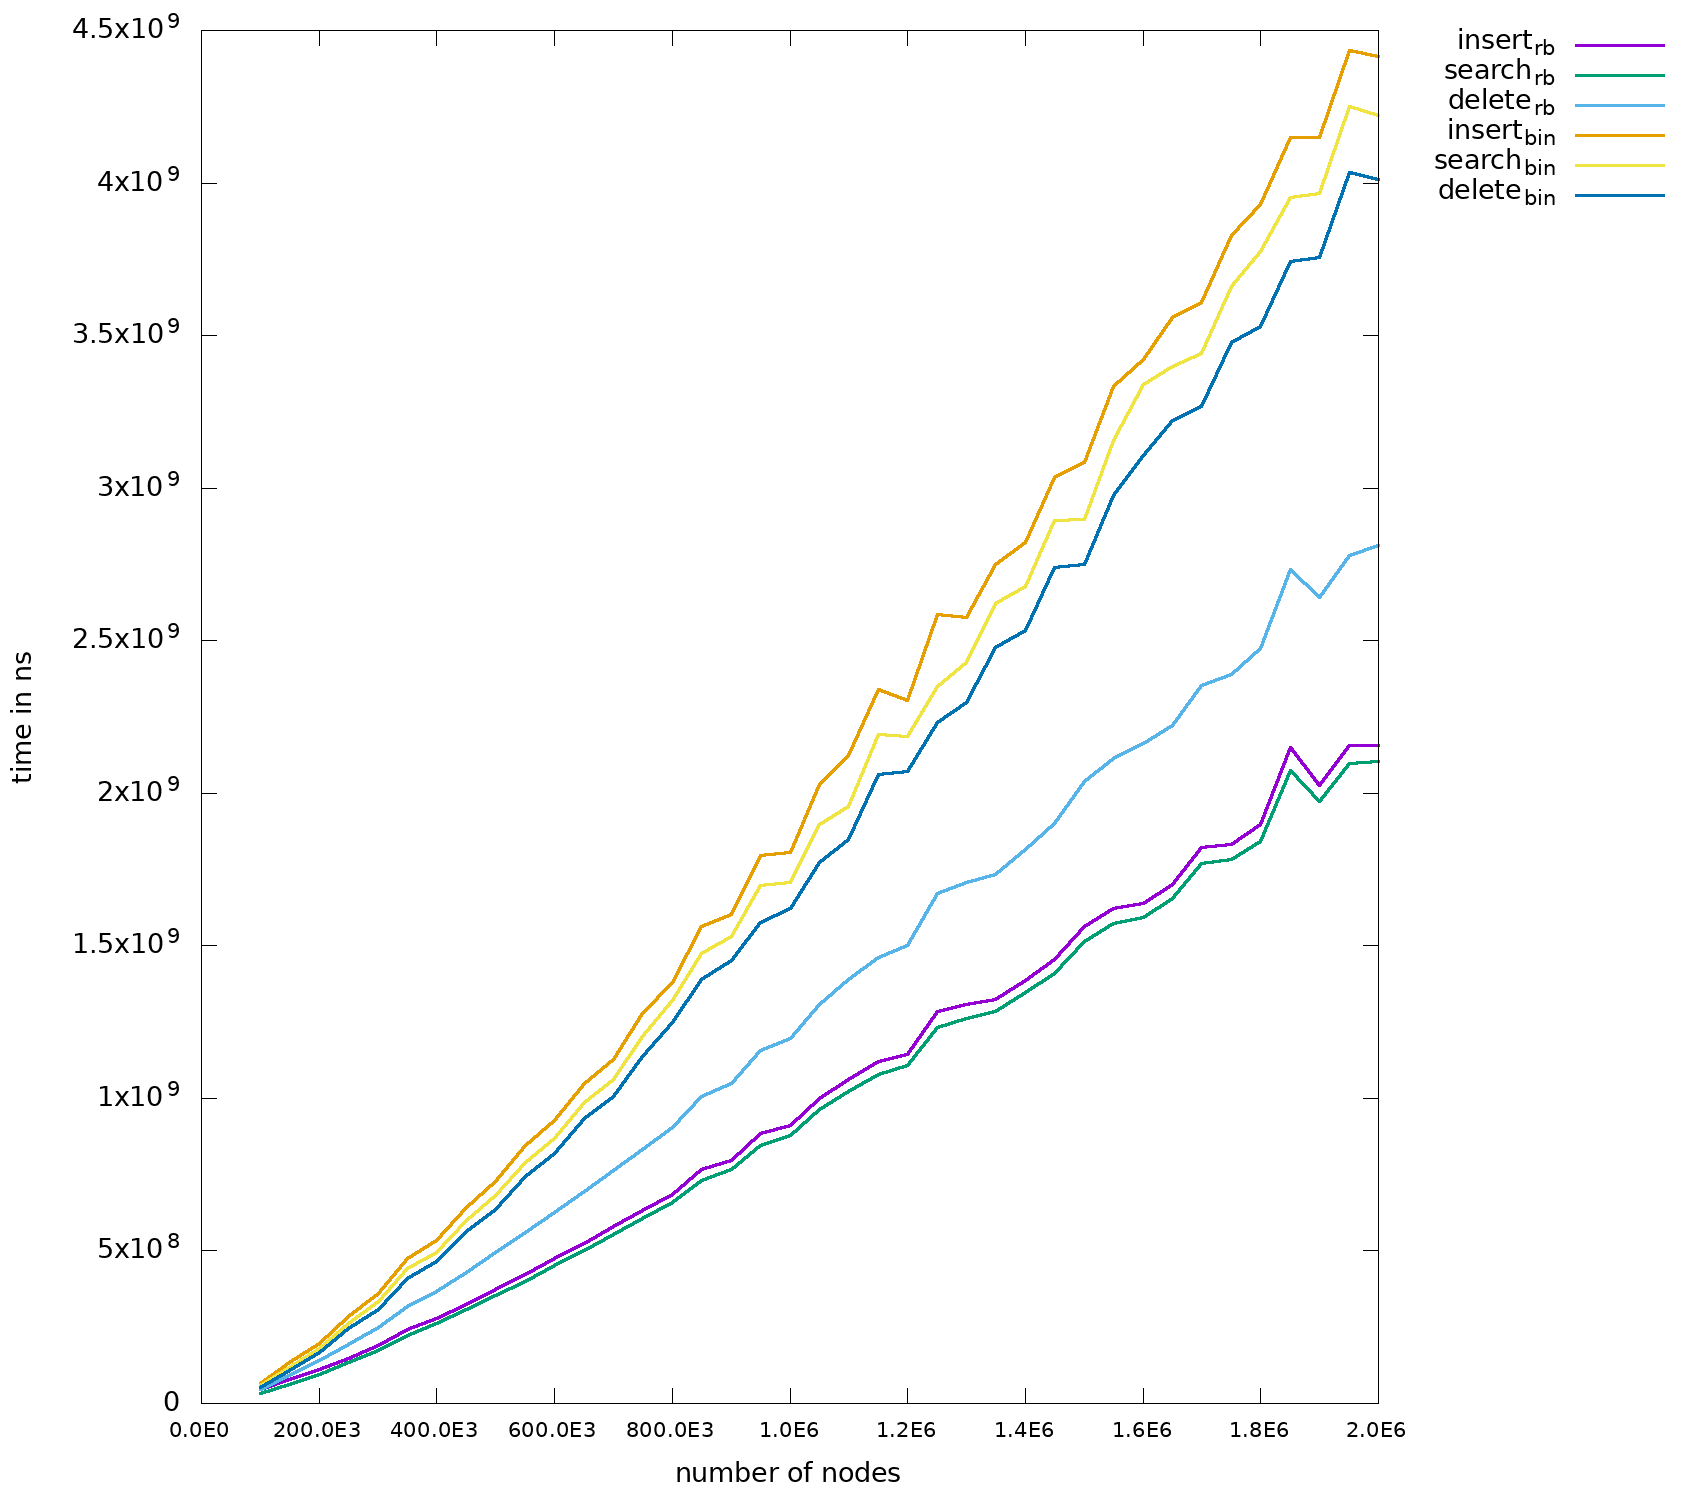 4.5x10^9
4x10^9
3.5x10^9
3x10^9
2.5x10^9
2x10^9
1.5x10^9
1x10^9
5x10^8
0
time in ns
0.0E0 200.0E3 400.0E3 600.0E3 800.0E3 1.0E6 1.2E6 1.4E6 1.6E6 1.8E6 2.0E6
number of nodes
insert_rb
search_rb
delete_rb
insert_bin
search_bin
delete_bin